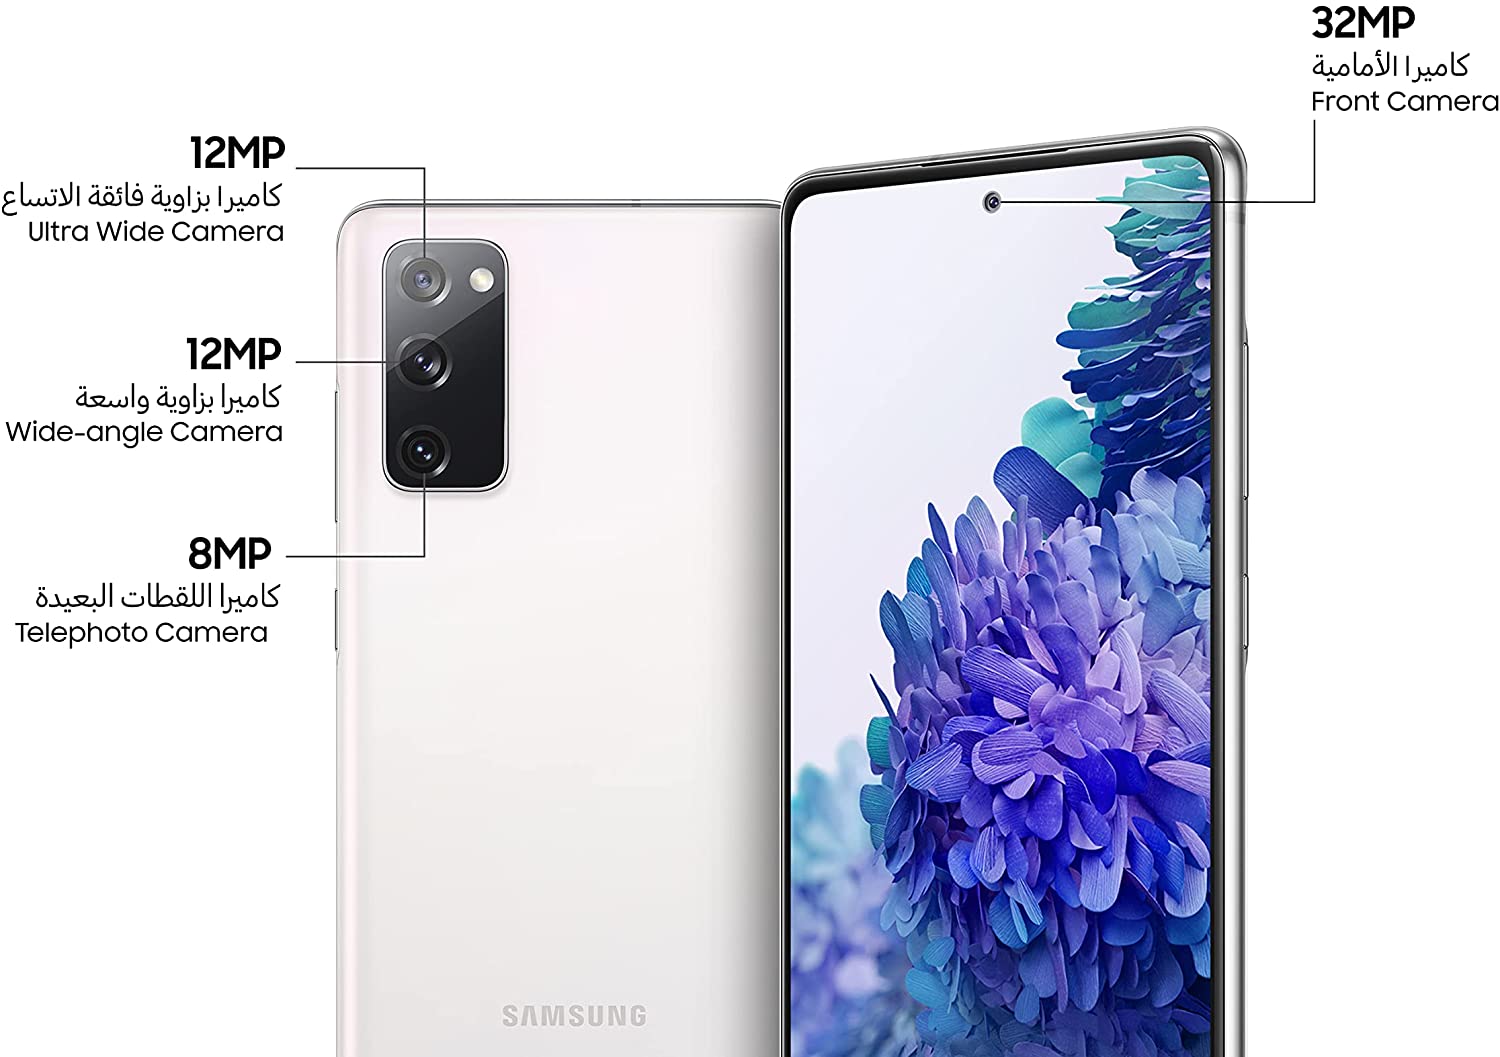 32MP
كاميرا الأمامية
Front Camera
12MP
كاميرا بزاوية فائقة الاتساع
Ultra Wide Camera
12MP
كاميرا بزاوية واسعة
Wide-angle Camera
8MP
كاميرا اللقطات البعيدة
Telephoto Camera
SAMSUNG